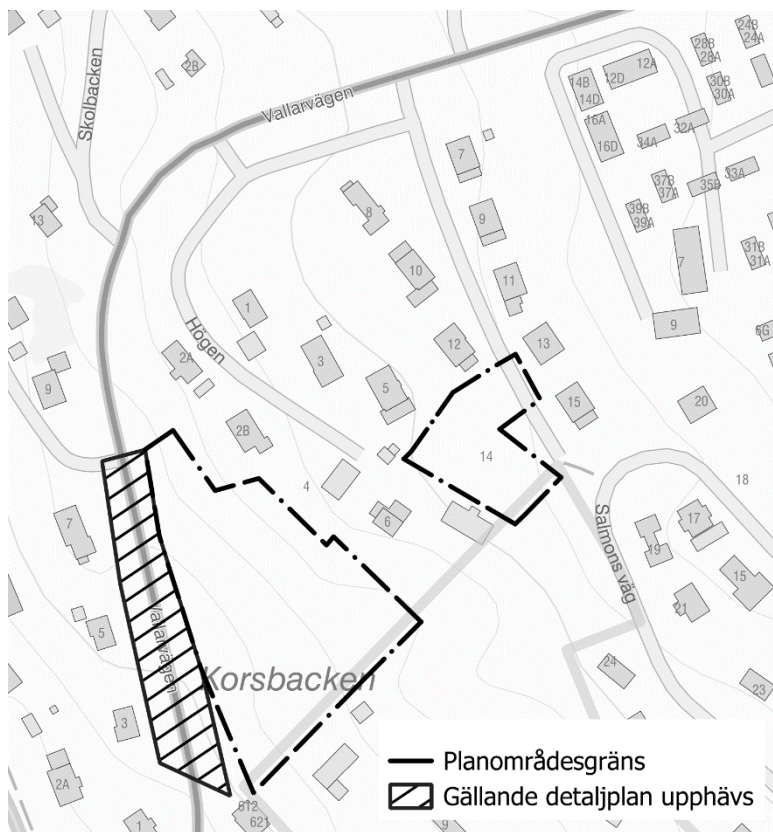 28B
28A
24B
24A
2B
12A
12D
14B
14D
30B
30A
Skolbacken
Vallarvägen
16A
16D
32A
34A
7
33A
37B
37A
35B
8
9
39B
39A
13
10
7
31B
31A
11
1
9
6G
Högen
12
13
2A
3
9
5
15
20
2B
14
4
18
7
6
17
Salmons väg
19
15
5
21
Vallarvägen
24
Korsbacken
23
3
2A
612
621
1
9
Planområdesgräns
Gällande detaljplan upphävs